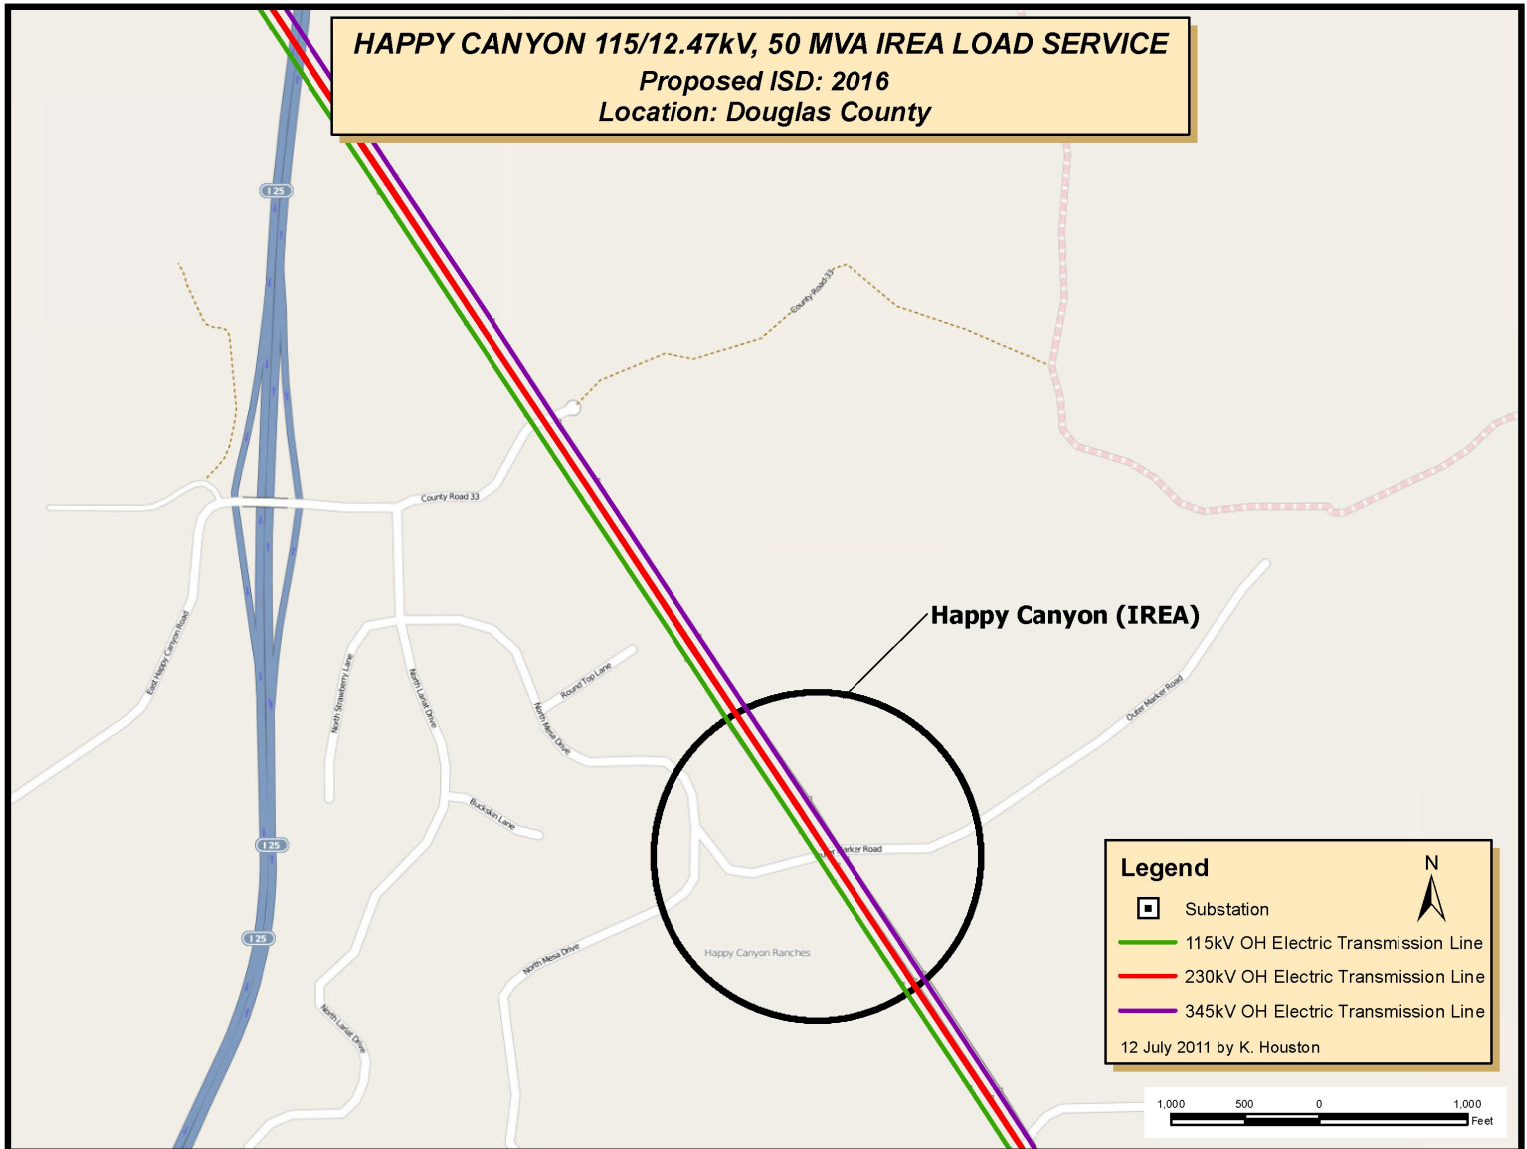 HAPPY CANYON 115/12.47kV, 50 MVA IREA LOAD SERVICE
Proposed ISD: 2016
Location: Douglas County
I 25
County Road 33
County Road 33
Happy Canyon (IREA)
East Happy Canyon Road
North Strawberry Lane
North Lariat Drive
Round Top Lane
North Mesa Drive
Outer Marker Road
Buckskin Lane
I 25
Outer Marker Road
I 25
North Mesa Drive
Happy Canyon Ranches
North Lariat Drive
Legend
N
Substation
115kV OH Electric Transmission Line
230kV OH Electric Transmission Line
345kV OH Electric Transmission Line
12 July 2011 by K. Houston
1,000 500 0 1,000
Feet